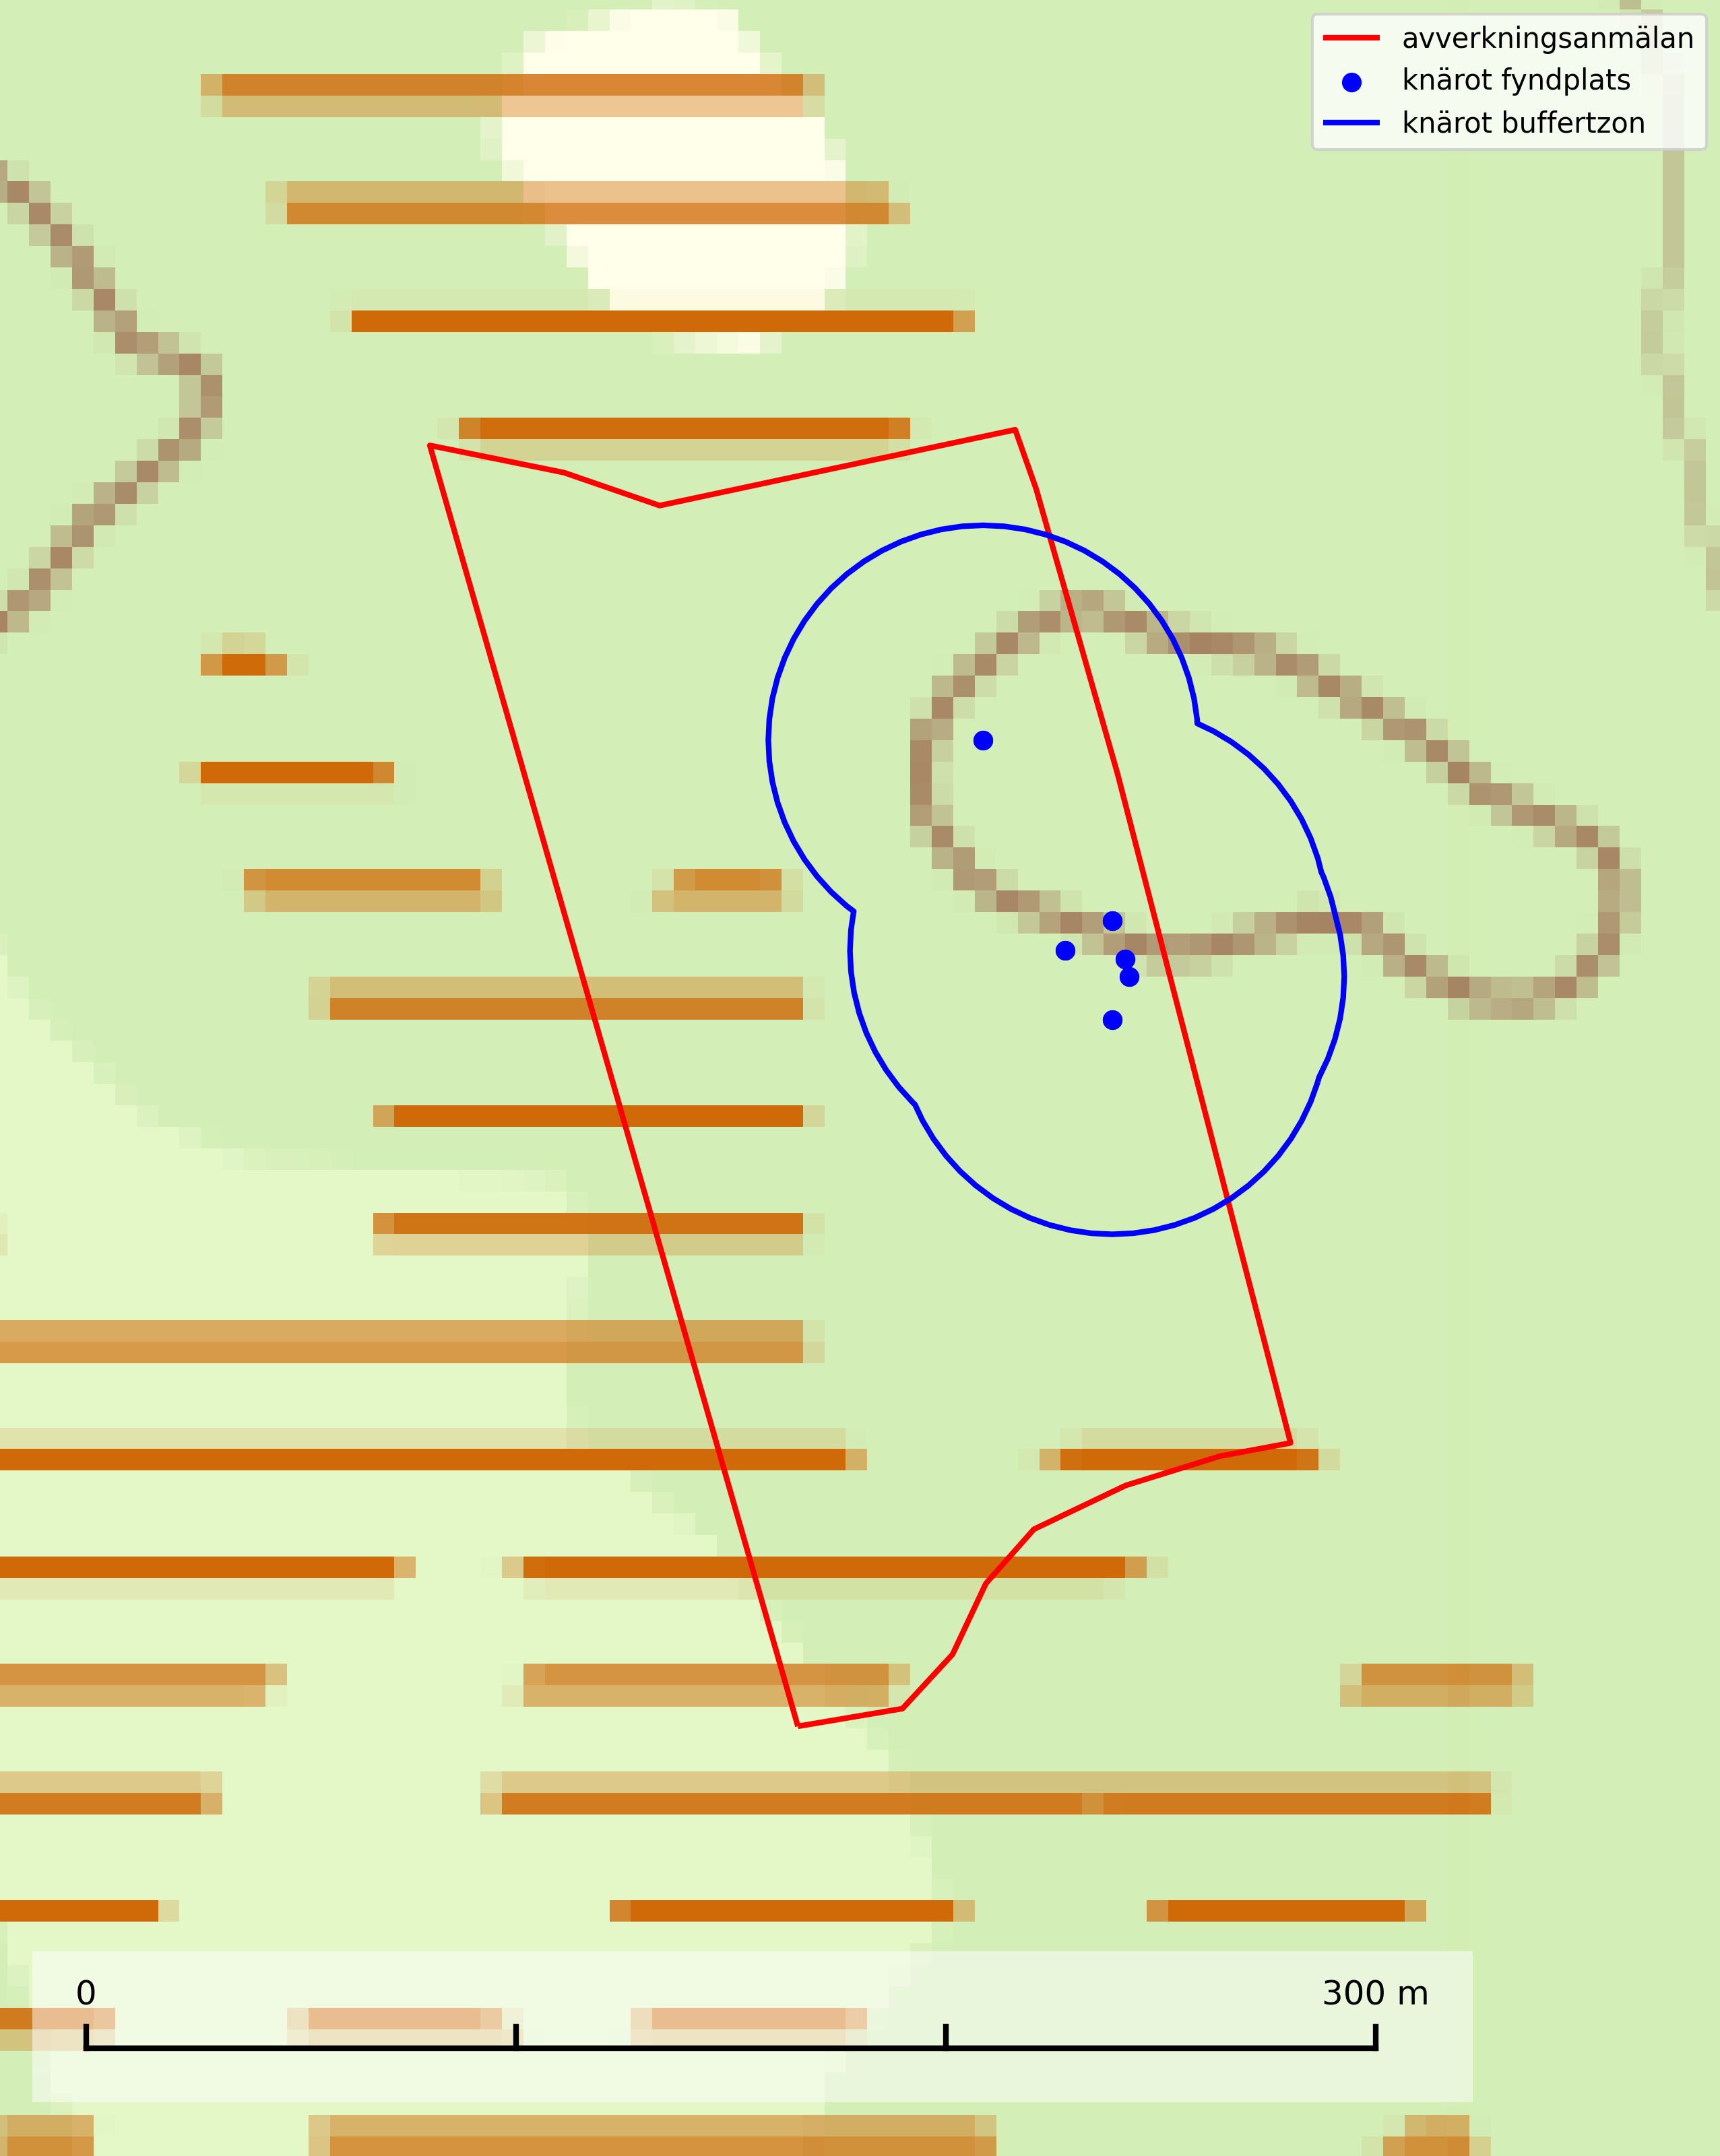 avverkningsanmälan
knärot fyndplats
knärot buffertzon
0 300 m